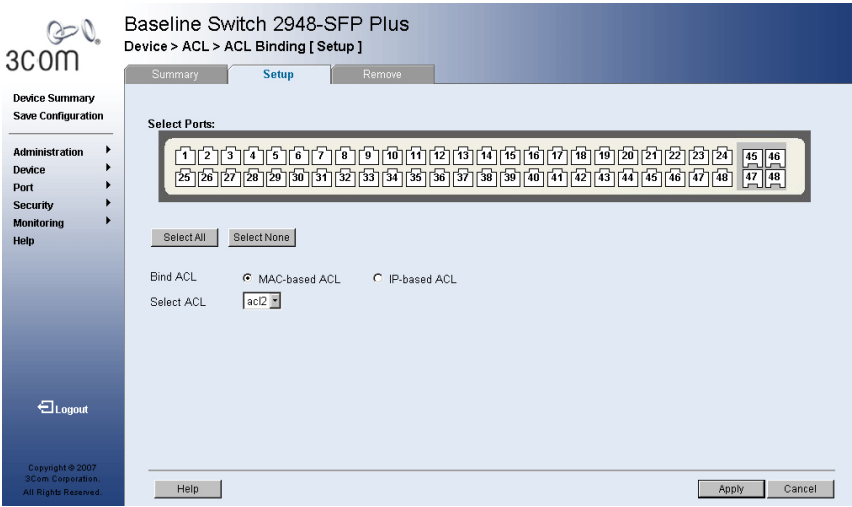 3COM
Baseline Switch 2948-SFP Plus
Device > ACL > ACL Binding [ Setup ]
Summary Setup Remove
Device Summary
Save Configuration
Administration
Device
Port
Security
Monitoring
Help
Logout
Copyright © 2007
3Com Corporation.
All Rights Reserved.
Select Ports:
1 2 3 4 5 6 7 8 9 10 11 12 13 14 15 16 17 18 19 20 21 22 23 24 45 46
25 26 27 28 29 30 31 32 33 34 35 36 37 38 39 40 41 42 43 44 45 46 47 48 47 48
Select All Select None
Bind ACL MAC-based ACL IP-based ACL
Select ACL acl2
Help Apply Cancel